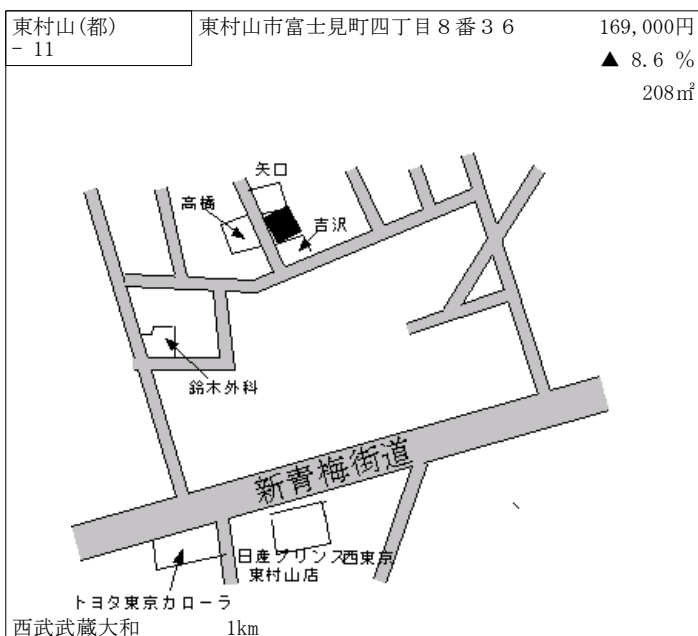 東村山(都)
- 11
東村山市富士見町四丁目８番３６
169,000円
▲ 8.6 %
208㎡
矢口
高橋
吉沢
鈴木外科
新青梅街道
日産プリンス西東京
東村山店
トヨタ東京カローラ
西武武蔵大和 1km